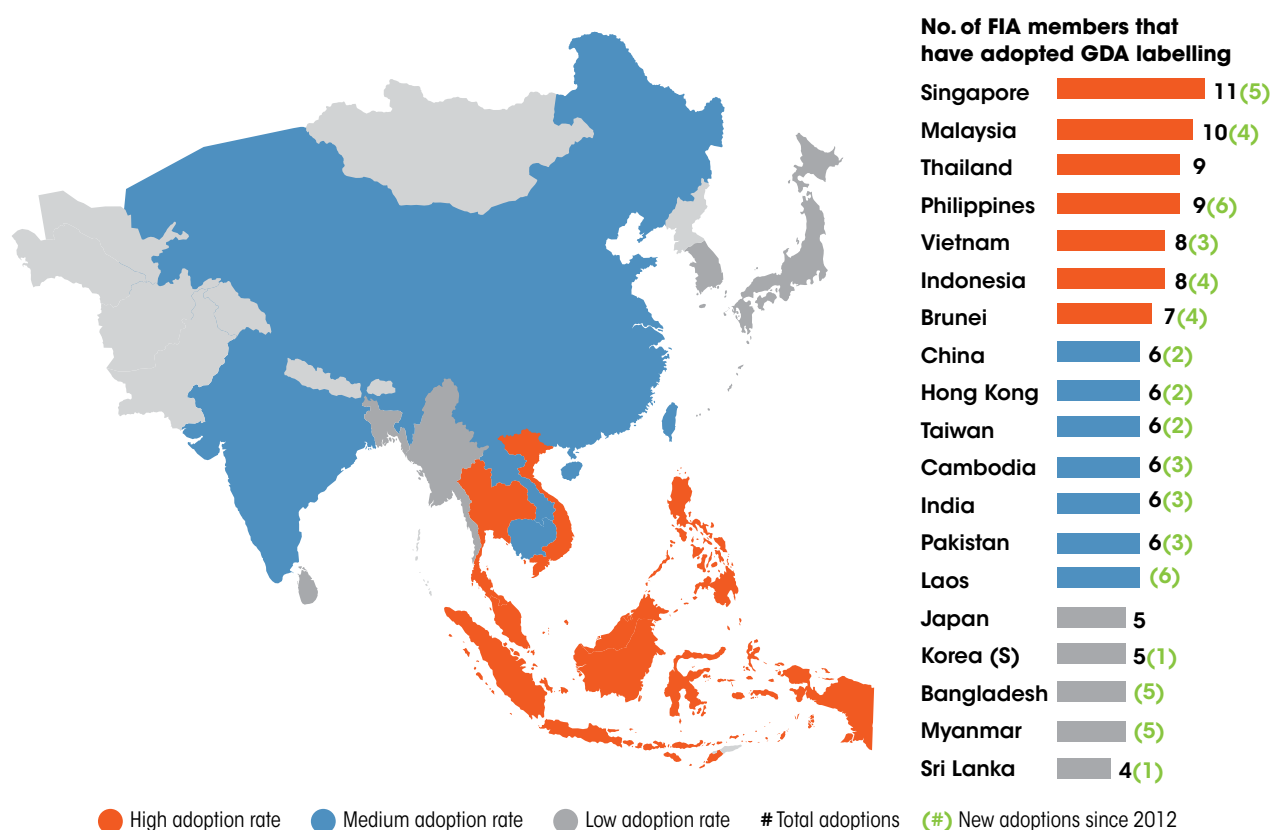 No. of FIA members that
have adopted GDA labelling
Singapore 11(5)
Malaysia 10(4)
Thailand 9
Philippines 9(6)
Vietnam 8(3)
Indonesia 8(4)
Brunei 7(4)
China 6(2)
Hong Kong 6(2)
Taiwan 6(2)
Cambodia 6(3)
India 6(3)
Pakistan 6(3)
Laos (6)
Japan 5
Korea (S) 5(1)
Bangladesh (5)
Myanmar (5)
Sri Lanka 4(1)
High adoption rate Medium adoption rate Low adoption rate # Total adoptions (#) New adoptions since 2012